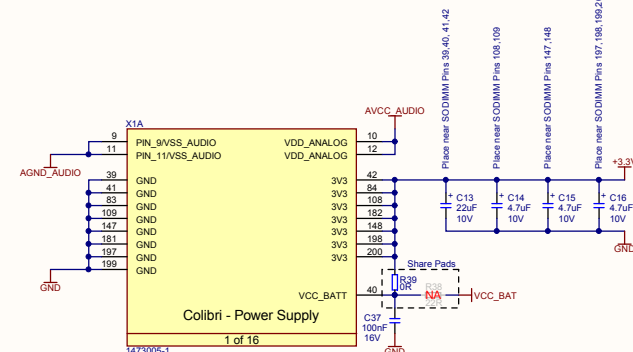 Place near SODIMM Pins 39,40, 41,42
Place near SODIMM Pins 108,109
Place near SODIMM Pins 147,148
Place near SODIMM Pins 197,198,199,2
X1A
AVCC_AUDIO
9 PIN_9/VSS_AUDIO VDD_ANALOG 10
11 PIN_11/VSS_AUDIO VDD_ANALOG 12
AGND_AUDIO
+3.3V
39 GND 3V3 42
41 GND 3V3 84
83 GND 3V3 108
109 GND 3V3 182
147 GND 3V3 148
181 GND 3V3 198
197 GND 3V3 200
199 GND
GND
+ C13
22uF
10V
+ C14
4.7uF
10V
+ C15
4.7uF
10V
+ C16
4.7uF
10V
GND
Share Pads
R39
0R
R38
NA
22R
VCC_BATT 40
VCC_BAT
Colibri - Power Supply
C37
100nF
16V
GND
1 of 16
1473005-1